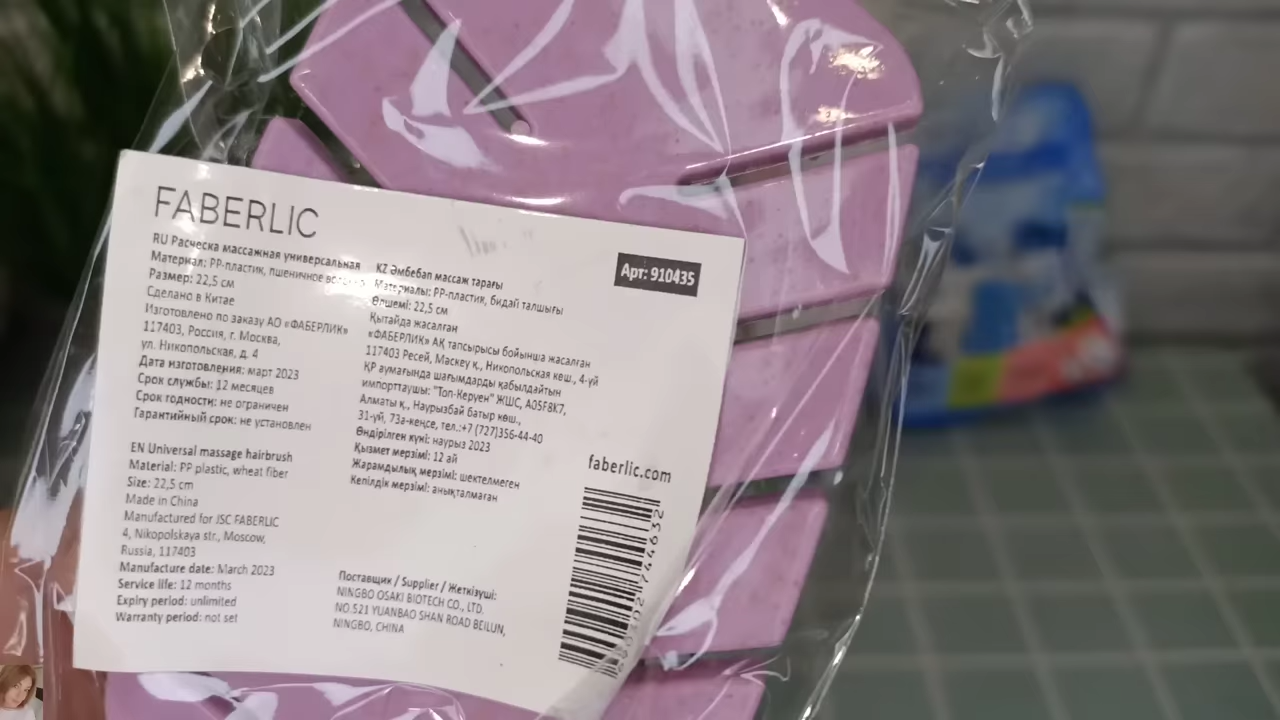 FABERLIC
RU Расческа массажная универсальная
Материал: PP-пластик, пшеничное
Размер: 22,5 см
Сделано в Китае
Изготовлено по заказу АО «ФАБЕРЛИК»
117403, Россия, г. Москва,
ул. Никопольская, д. 4
Дата изготовления: март 2023
Срок службы: 12 месяцев
Срок годности: не ограничен
Гарантийный срок: не установлен
EN Universal massage hairbrush
Material: PP plastic, wheat fiber
Size: 22,5 cm
Made in China
Manufactured for JSC FABERLIC
4, Nikopolskaya str., Moscow,
Russia, 117403
Manufacture date: March 2023
Service life: 12 months
Expiry period: unlimited
Warranty period: not set
KZ Әмбебап массаж тарағы
Материалы: PP-пластик, бидай талшығы
Өлшемі: 22,5 см
Қытайда жасалған
«ФАБЕРЛИК» АҚ тапсырысы бойынша жасалған
117403 Ресей, Мәскеу қ., Никопольская көш., 4-уй
ҚР аумағында шағымдарды қабылдайтын
импорттаушы: "Топ-Керуен" ЖШС, A05F8K7,
Алматы қ., Наурызбай батыр көш.,
31-уй, 73а-кеңсе, тел.:+7 (727)356-44-40
Өндірілген күні: наурыз 2023
Қызмет мерзімі: 12 ай
Жарамдылық мерзімі: шектелмеген
Кепілдік мерзімі: анықталмаған
Арт: 910435
faberlic.com
Поставщик / Supplier / Жеткізуші:
NINGBO OSAKI BIOTECH CO., LTD.
NO.521 YUANBAO SHAN ROAD BEILUN,
NINGBO, CHINA